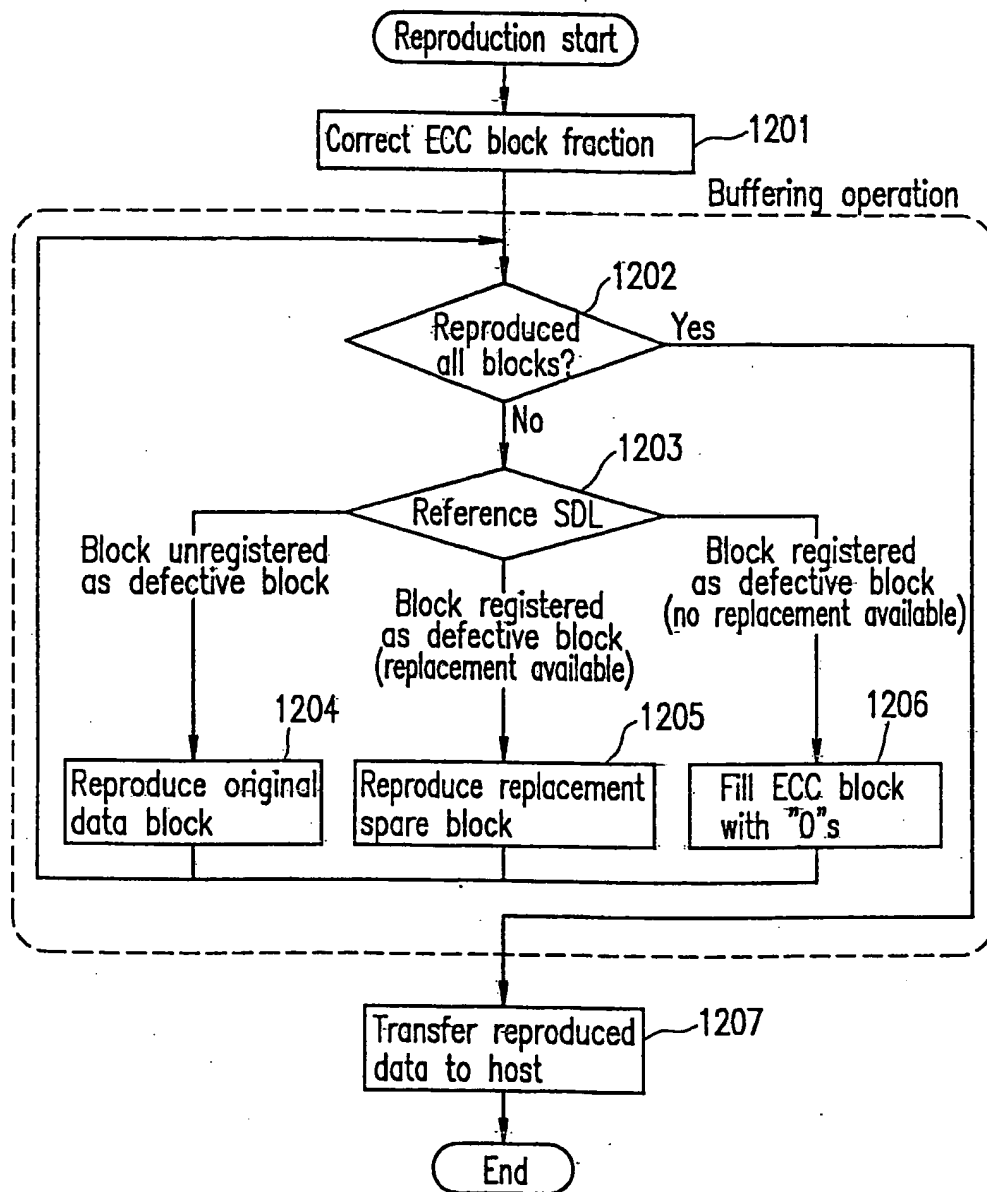 Reproduction start
Correct ECC block fraction
1201
Buffering operation
1202
Reproduced
all blocks?
Yes
No
1203
Reference SDL
Block unregistered
as defective block
Block registered
as defective block
(replacement available)
Block registered
as defective block
(no replacement available)
1204
Reproduce original
data block
1205
Reproduce replacement
spare block
1206
Fill ECC block
with "0"s
Transfer reproduced
data to host
1207
End